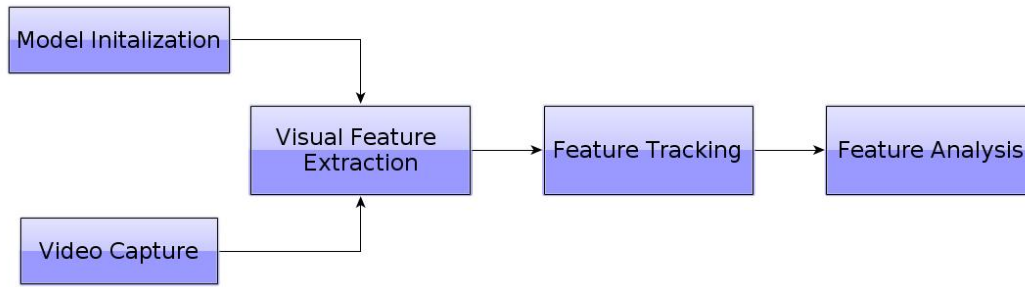 Model Initalization
Visual Feature
Extraction
Feature Tracking
Feature Analysis
Video Capture